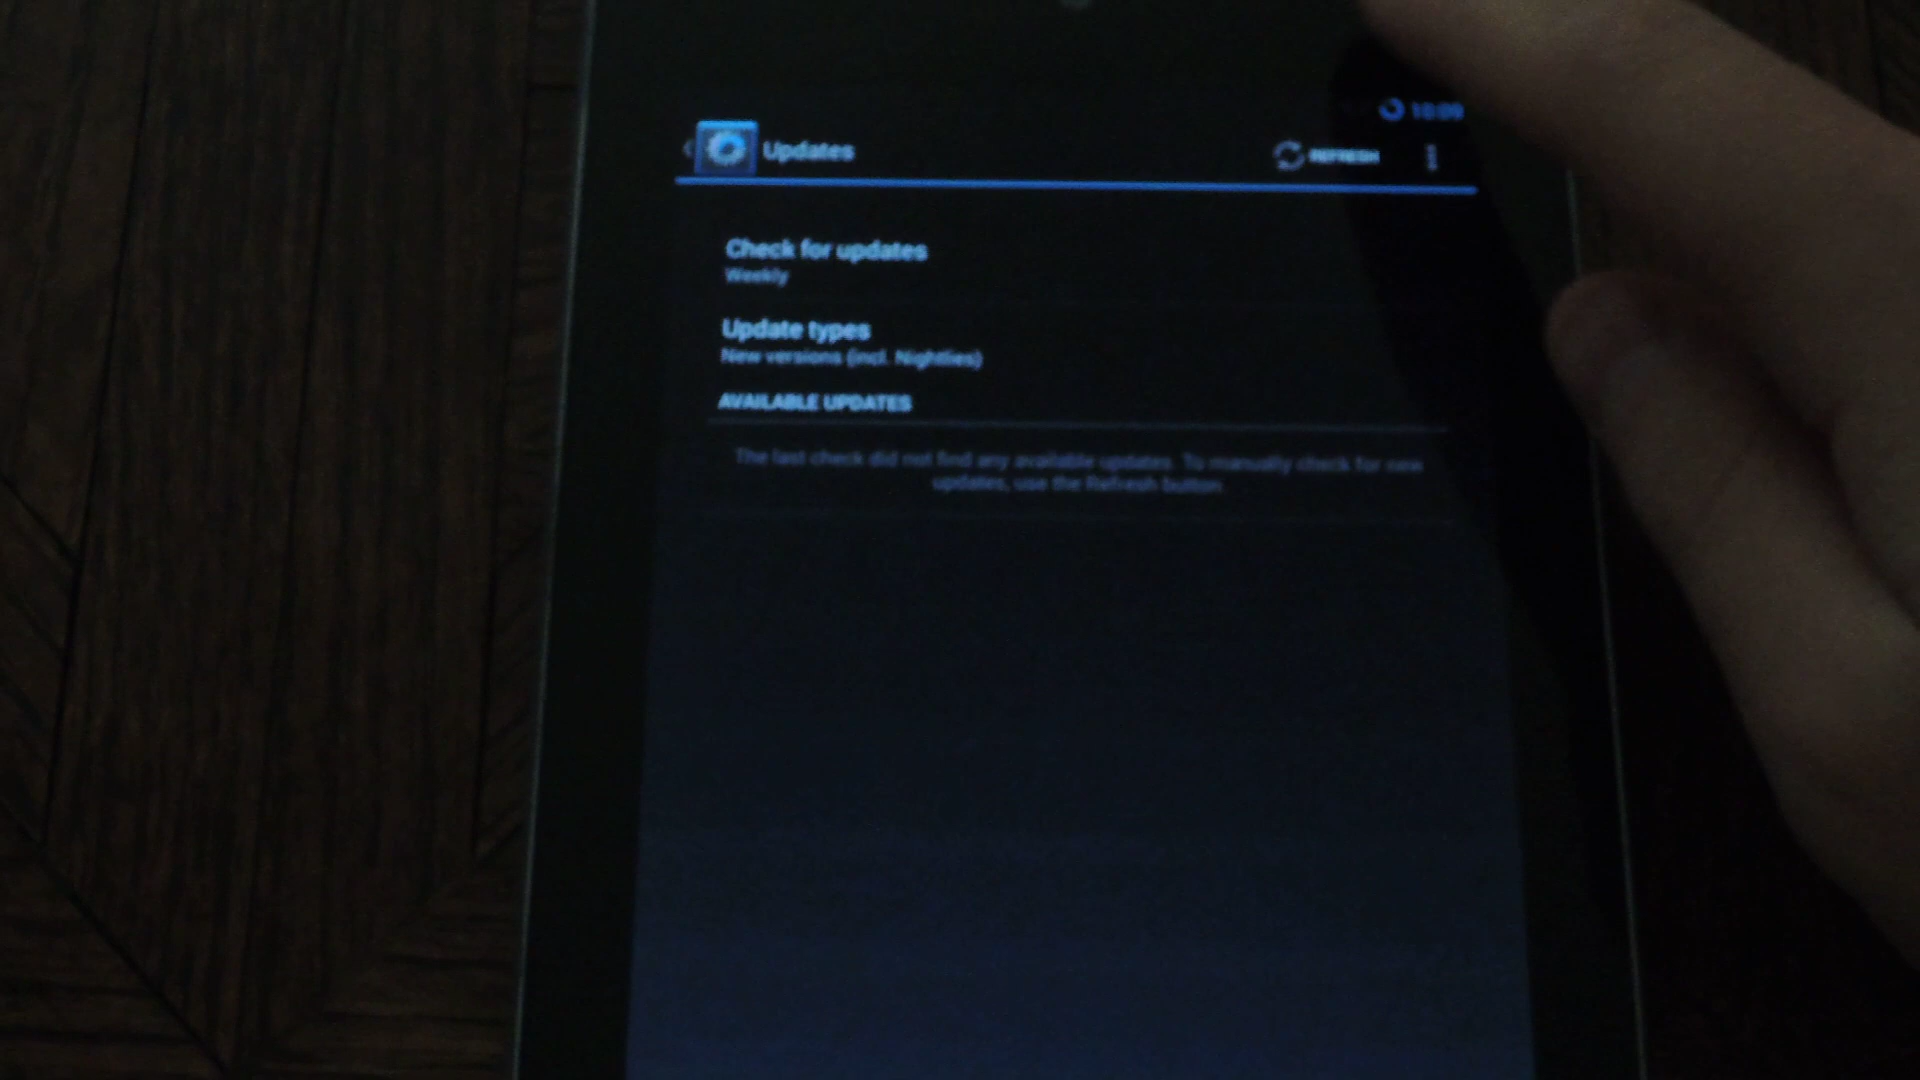 Updates
REFRESH
Check for updates
Weekly
Update types
New versions (incl. Nightlies)
AVAILABLE UPDATES
The last check did not find any available updates. To manually check for new
updates, use the Refresh button.